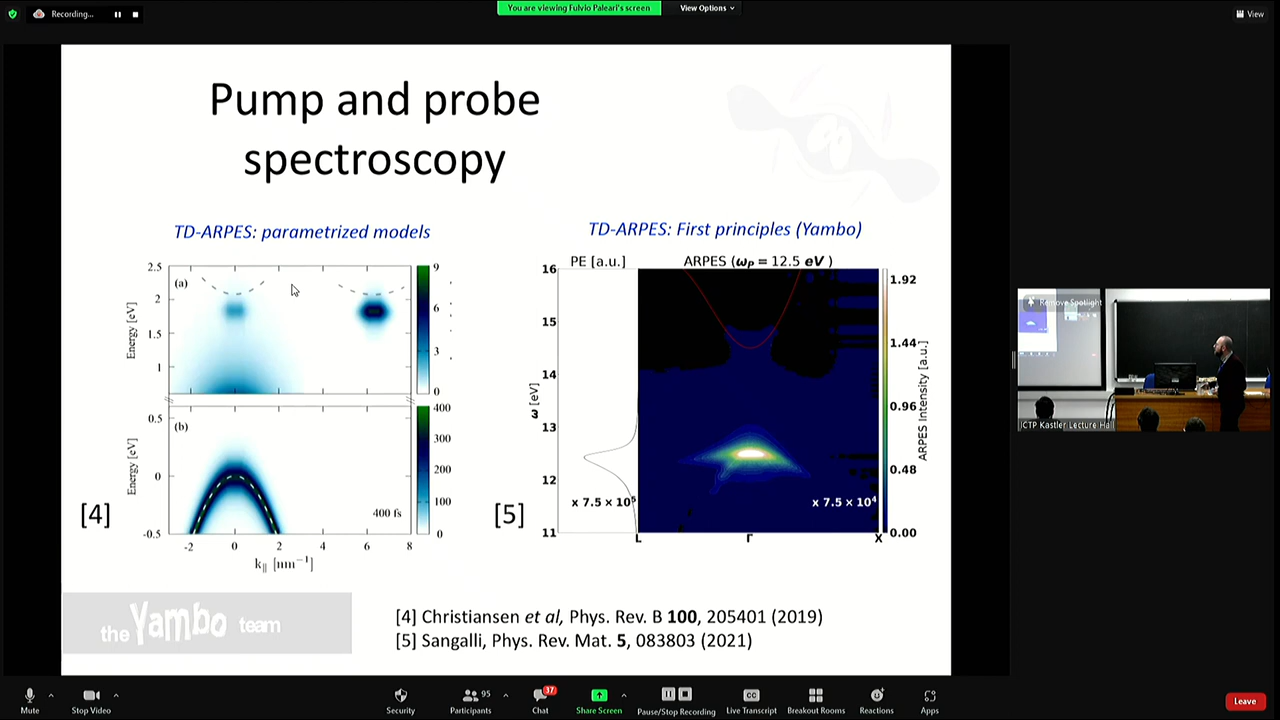 Recording...
You are viewing Fulvio Paleari's screen
View Options
View
Pump and probe
spectroscopy
TD-ARPES: parametrized models
TD-ARPES: First principles (Yambo)
PE [a.u.]
ARPES (ωP = 12.5 eV )
(a)
Energy [eV]
2.5
2
1.5
1
9
6
3
0
(b)
Energy [eV]
0.5
0
-0.5
400
300
200
100
0
400 fs
-2 0 2 4 6 8
k|| [nm⁻¹]
[4]
ω [eV]
16
15
14
13
12
11
x 7.5 × 10⁵
x 7.5 × 10⁴
L Γ X
1.92
1.44
0.96
0.48
0.00
ARPES Intensity [a.u.]
[5]
Remove Spotlight
ICTP Kastler Lecture Hall
the Yambo team
[4] Christiansen et al, Phys. Rev. B 100, 205401 (2019)
[5] Sangalli, Phys. Rev. Mat. 5, 083803 (2021)
Mute
Stop Video
Security
Participants
95
Chat
37
Share Screen
Pause/Stop Recording
CC
Live Transcript
Breakout Rooms
Reactions
Apps
Leave